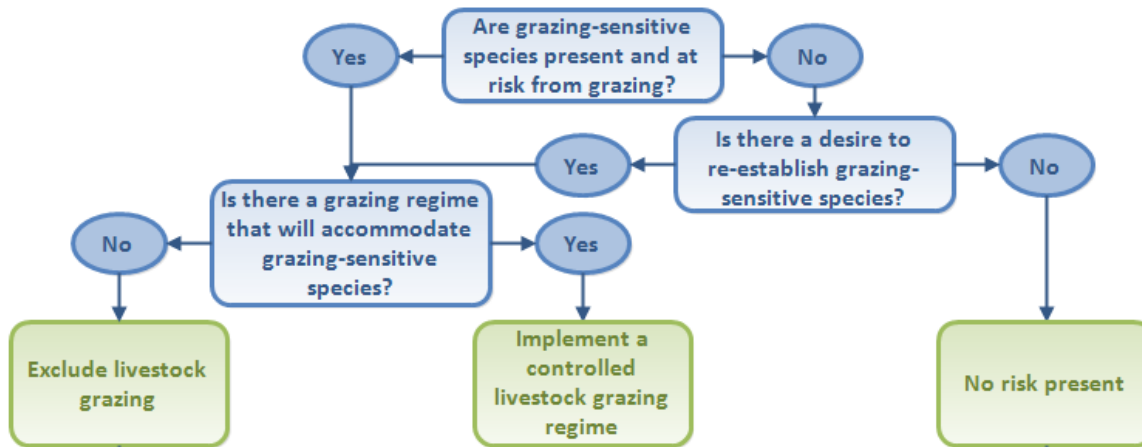 Are grazing-sensitive
species present and at
risk from grazing?
Yes
No
Is there a desire to
re-establish grazing-
sensitive species?
Yes
No
Is there a grazing regime
that will accommodate
grazing-sensitive
species?
No
Yes
Exclude livestock
grazing
Implement a
controlled
livestock grazing
regime
No risk present